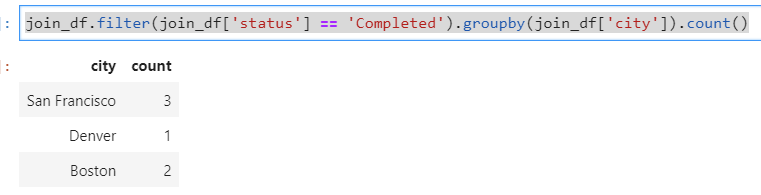 ]: join_df.filter(join_df['status'] == 'Completed').groupby(join_df['city']).count()
]: city count
San Francisco 3
Denver 1
Boston 2